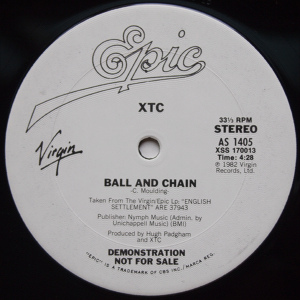 Epic
XTC
33⅓ RPM
STEREO
AS 1405
XSS 170013
Time: 4:28
℗ 1982 Virgin
Records, Ltd.
Virgin
BALL AND CHAIN
-C. Moulding-
Taken From The Virgin/Epic Lp: "ENGLISH
SETTLEMENT" ARE 37943
Publisher: Nymph Music (Admin. by
Unichappell Music) (BMI)
Produced by Hugh Padgham
and XTC
DEMONSTRATION
NOT FOR SALE
"EPIC" IS A TRADEMARK OF CBS INC./MARCA REG.